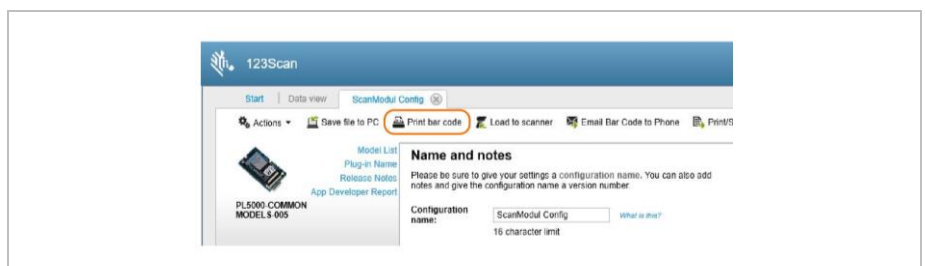 123Scan
Start | Data view ScanModul Config
Actions Save file to PC Print bar code Load to scanner Email Bar Code to Phone Print/S
Model List
Plug-in Name
Release Notes
App Developer Report
PL5000-COMMON
MODELS-005
Name and notes
Please be sure to give your settings a configuration name. You can also add
notes and give the configuration name a version number
Configuration
name:
ScanModul Config What is this?
16 character limit